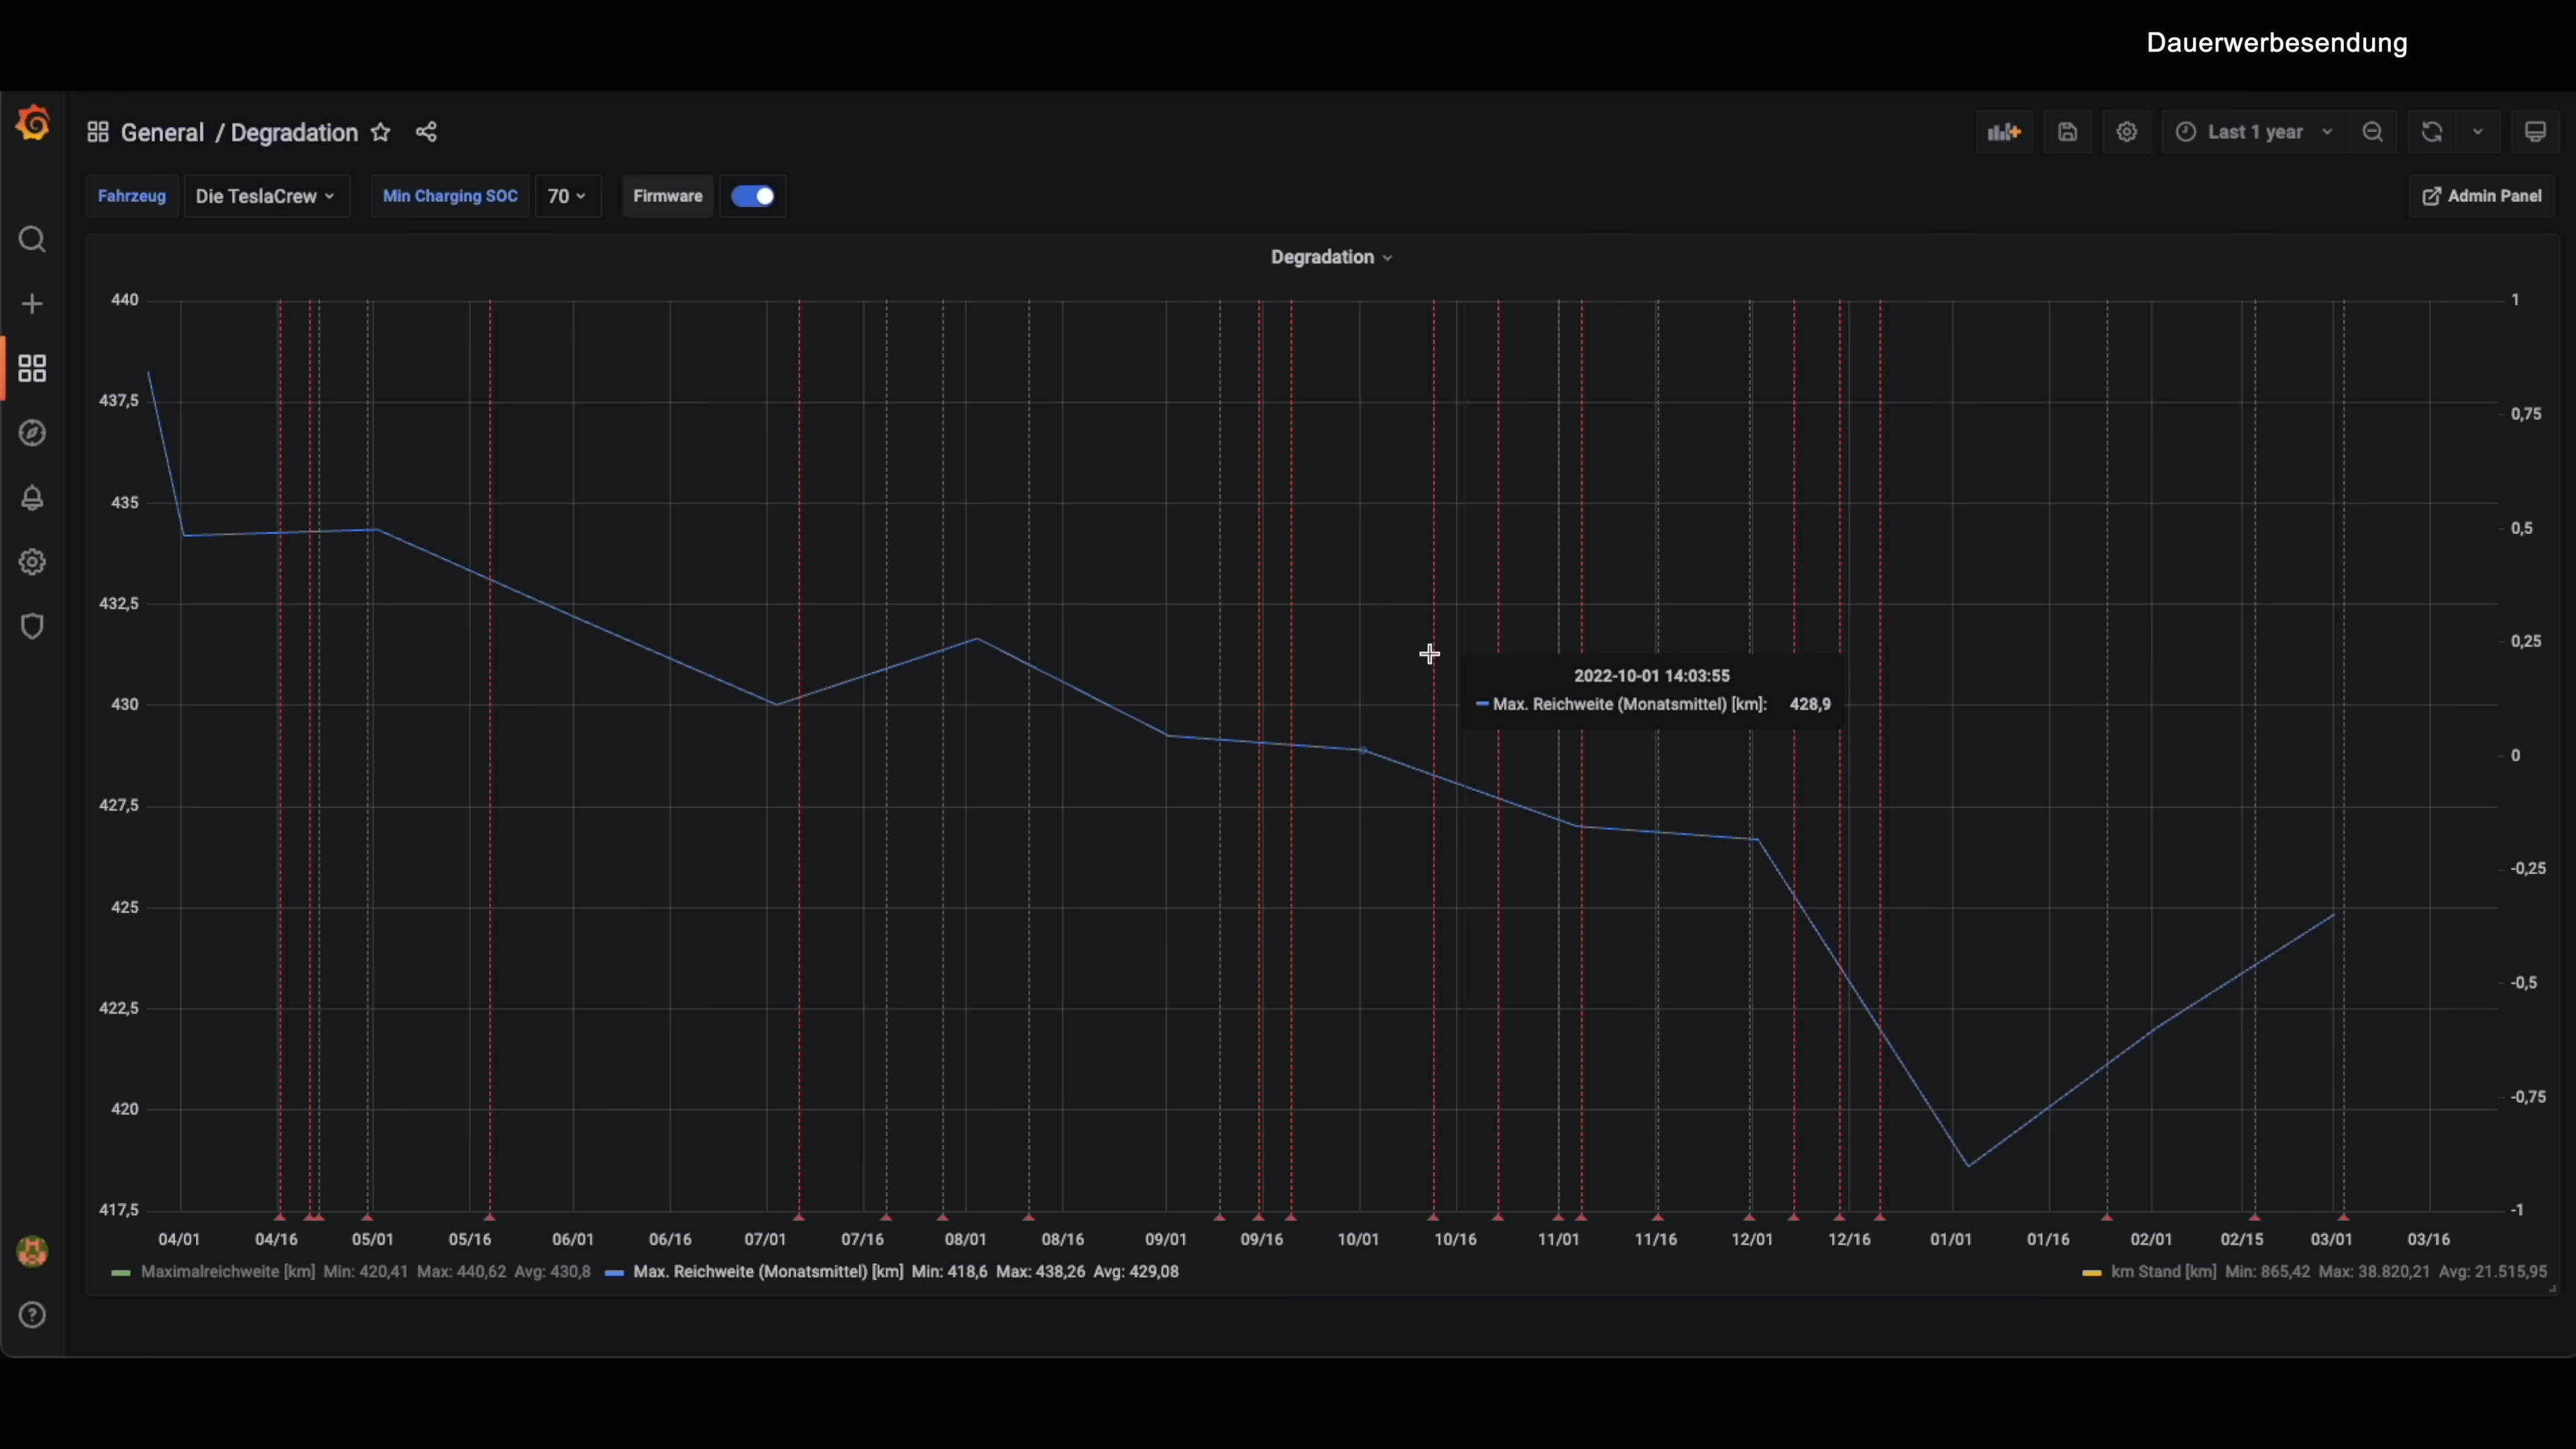 Dauerwerbesendung
General / Degradation
Last 1 year
Fahrzeug Die TeslaCrew Min Charging SOC 70 Firmware
Admin Panel
Degradation
440
437,5
435
432,5
430
427,5
425
422,5
420
417,5
1
0,75
0,5
0,25
0
-0,25
-0,5
-0,75
-1
2022-10-01 14:03:55
Max. Reichweite (Monatsmittel) [km]: 428,9
04/01 04/16 05/01 05/16 06/01 06/16 07/01 07/16 08/01 08/16 09/01 09/16 10/01 10/16 11/01 11/16 12/01 12/16 01/01 01/16 02/01 02/15 03/01 03/16
Maximalreichweite [km] Min: 420,41 Max: 440,62 Avg: 430,8 Max. Reichweite (Monatsmittel) [km] Min: 418,6 Max: 438,26 Avg: 429,08
km Stand [km] Min: 865,42 Max: 38.820,21 Avg: 21.515,95